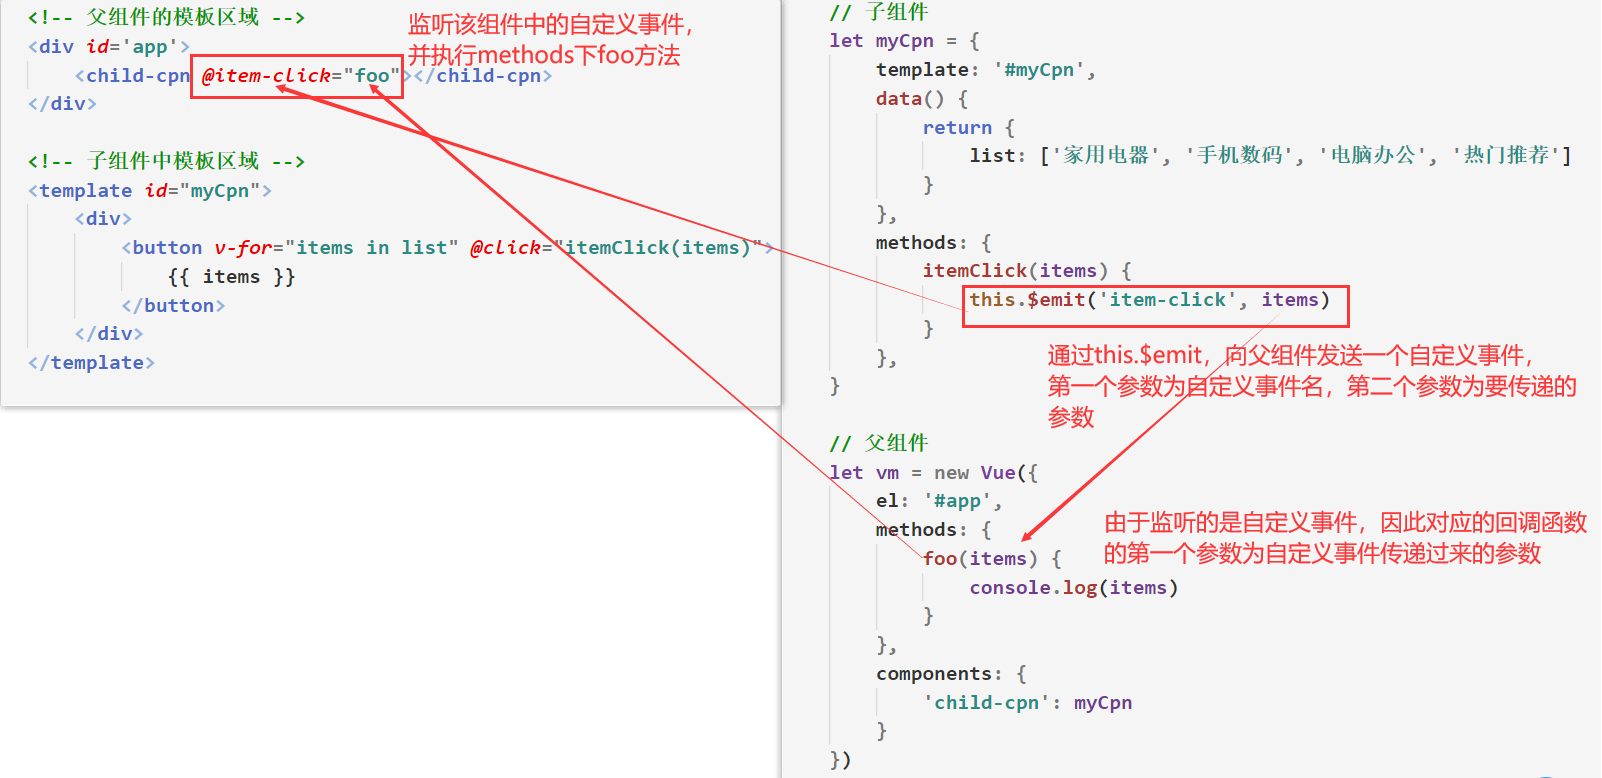 <!-- 父组件的模板区域 -->
<div id='app'>
<child-cpn @item-click="foo"></child-cpn>
</div>
监听该组件中的自定义事件，
并执行methods下foo方法
<!-- 子组件中模板区域 -->
<template id="myCpn">
<div>
<button v-for="items in list" @click="itemClick(items)">
{{ items }}
</button>
</div>
</template>
// 子组件
let myCpn = {
template: '#myCpn',
data() {
return {
list: ['家用电器', '手机数码', '电脑办公', '热门推荐']
}
},
methods: {
itemClick(items) {
this.$emit('item-click', items)
}
},
}
通过this.$emit，向父组件发送一个自定义事件，
第一个参数为自定义事件名，第二个参数为要传递的
参数
// 父组件
let vm = new Vue({
el: '#app',
methods: {
foo(items) {
console.log(items)
}
},
components: {
'child-cpn': myCpn
}
})
由于监听的是自定义事件，因此对应的回调函数
的第一个参数为自定义事件传递过来的参数